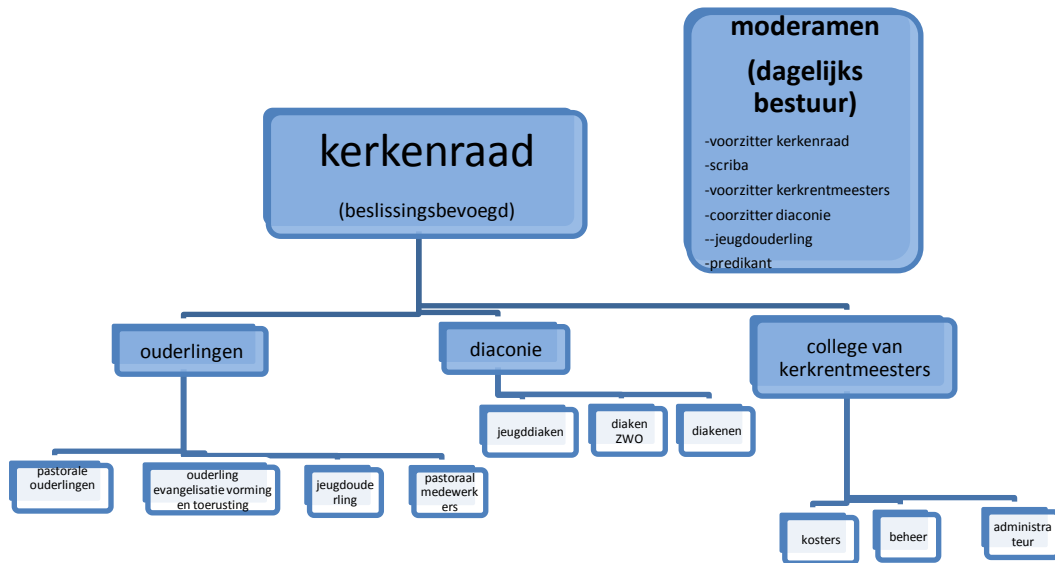 moderamen
(dagelijks
bestuur)
-voorzitter kerkenraad
-scriba
-voorzitter kerkrentmeesters
-coorzitter diaconie
--jeugdouderling
-predikant
kerkenraad
(beslissingsbevoegd)
ouderlingen
diaconie
college van
kerkrentmeesters
jeugddiaken
diaken
ZWO
diakenen
pastorale
ouderlingen
ouderling
evangelisatie vorming
en toerusting
jeugdoude
rling
pastoraal
medewerk
ers
kosters
beheer
administra
teur